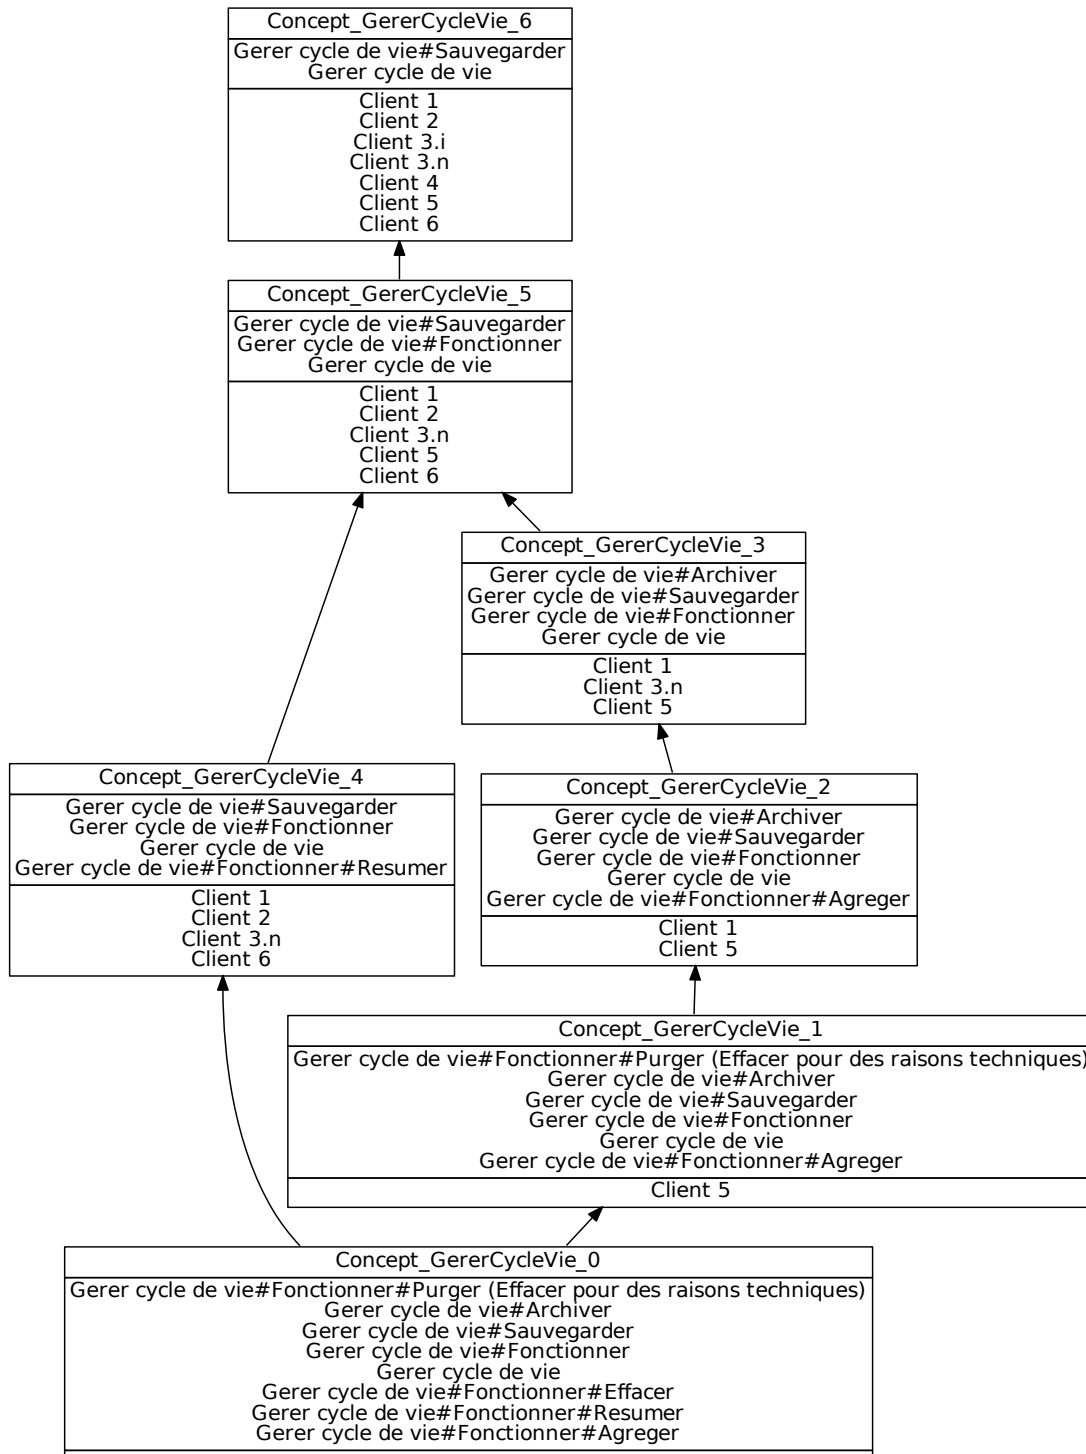 Concept_GererCycleVie_6
Gerer cycle de vie#Sauvegarder
Gerer cycle de vie
Client 1
Client 2
Client 3.i
Client 3.n
Client 4
Client 5
Client 6
Concept_GererCycleVie_5
Gerer cycle de vie#Sauvegarder
Gerer cycle de vie#Fonctionner
Gerer cycle de vie
Client 1
Client 2
Client 3.n
Client 5
Client 6
Concept_GererCycleVie_3
Gerer cycle de vie#Archiver
Gerer cycle de vie#Sauvegarder
Gerer cycle de vie#Fonctionner
Gerer cycle de vie
Client 1
Client 3.n
Client 5
Concept_GererCycleVie_4
Gerer cycle de vie#Sauvegarder
Gerer cycle de vie#Fonctionner
Gerer cycle de vie
Gerer cycle de vie#Fonctionner#Resumer
Client 1
Client 2
Client 3.n
Client 6
Concept_GererCycleVie_2
Gerer cycle de vie#Archiver
Gerer cycle de vie#Sauvegarder
Gerer cycle de vie#Fonctionner
Gerer cycle de vie
Gerer cycle de vie#Fonctionner#Agreger
Client 1
Client 5
Concept_GererCycleVie_1
Gerer cycle de vie#Fonctionner#Purger (Effacer pour des raisons techniques)
Gerer cycle de vie#Archiver
Gerer cycle de vie#Sauvegarder
Gerer cycle de vie#Fonctionner
Gerer cycle de vie
Gerer cycle de vie#Fonctionner#Agreger
Client 5
Concept_GererCycleVie_0
Gerer cycle de vie#Fonctionner#Purger (Effacer pour des raisons techniques)
Gerer cycle de vie#Archiver
Gerer cycle de vie#Sauvegarder
Gerer cycle de vie#Fonctionner
Gerer cycle de vie
Gerer cycle de vie#Fonctionner#Effacer
Gerer cycle de vie#Fonctionner#Resumer
Gerer cycle de vie#Fonctionner#Agreger